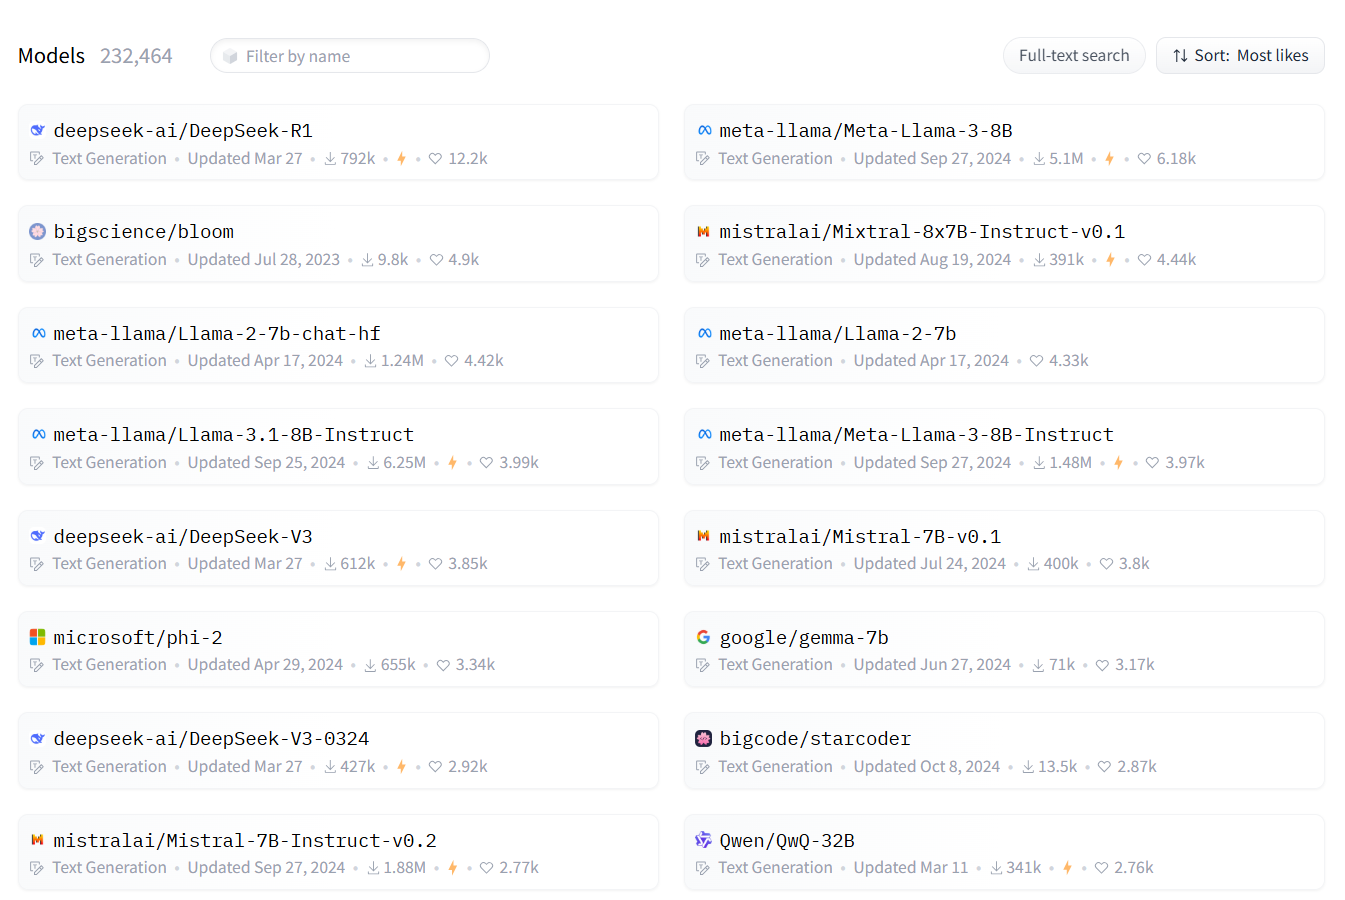 Models 232,464 Filter by name Full-text search Sort: Most likes
deepseek-ai/DeepSeek-R1
Text Generation • Updated Mar 27 • 792k • • 12.2k
meta-llama/Meta-Llama-3-8B
Text Generation • Updated Sep 27, 2024 • 5.1M • • 6.18k
bigscience/bloom
Text Generation • Updated Jul 28, 2023 • 9.8k • 4.9k
mistralai/Mixtral-8x7B-Instruct-v0.1
Text Generation • Updated Aug 19, 2024 • 391k • • 4.44k
meta-llama/Llama-2-7b-chat-hf
Text Generation • Updated Apr 17, 2024 • 1.24M • 4.42k
meta-llama/Llama-2-7b
Text Generation • Updated Apr 17, 2024 • 4.33k
meta-llama/Llama-3.1-8B-Instruct
Text Generation • Updated Sep 25, 2024 • 6.25M • • 3.99k
meta-llama/Meta-Llama-3-8B-Instruct
Text Generation • Updated Sep 27, 2024 • 1.48M • • 3.97k
deepseek-ai/DeepSeek-V3
Text Generation • Updated Mar 27 • 612k • • 3.85k
mistralai/Mistral-7B-v0.1
Text Generation • Updated Jul 24, 2024 • 400k • 3.8k
microsoft/phi-2
Text Generation • Updated Apr 29, 2024 • 655k • 3.34k
google/gemma-7b
Text Generation • Updated Jun 27, 2024 • 71k • 3.17k
deepseek-ai/DeepSeek-V3-0324
Text Generation • Updated Mar 27 • 427k • • 2.92k
bigcode/starcoder
Text Generation • Updated Oct 8, 2024 • 13.5k • 2.87k
mistralai/Mistral-7B-Instruct-v0.2
Text Generation • Updated Sep 27, 2024 • 1.88M • • 2.77k
Qwen/QwQ-32B
Text Generation • Updated Mar 11 • 341k • • 2.76k